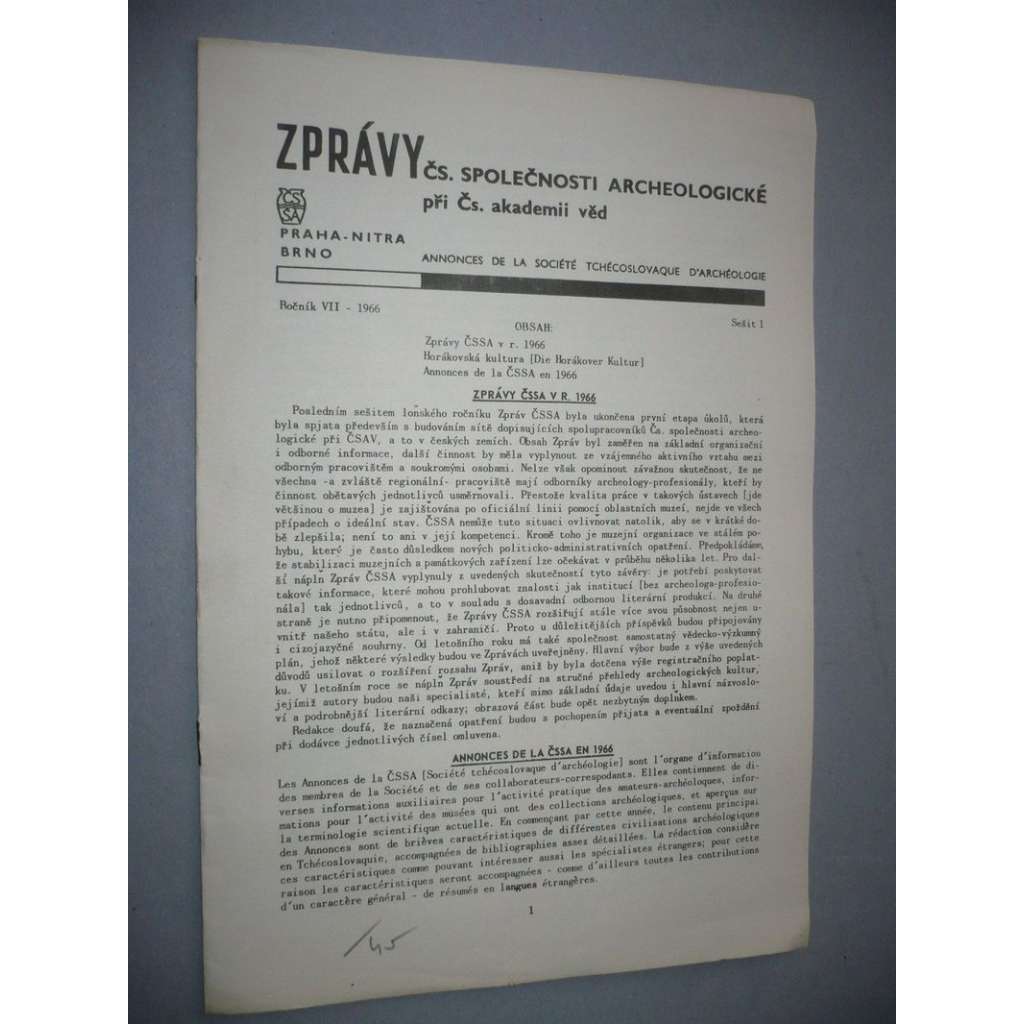 ZPRÁVY ČS. SPOLEČNOSTI ARCHEOLOGICKÉ
při Čs. akademii věd
ČS
SA
PRAHA-NITRA
BRNO
ANNONCES DE LA SOCIÉTÉ TCHÉCOSLOVAQUE D'ARCHÉOLOGIE
Ročník VII - 1966
Sešit 1
OBSAH:
Zprávy ČSSA v r. 1966
Horákovská kultura [Die Horákover Kultur]
Annonces de la ČSSA en 1966
ZPRÁVY ČSSA V R. 1966
Posledním sešitem loňského ročníku Zpráv ČSSA byla ukončena první etapa úkolů, která
byla spjata především s budováním sítě dopisujících spolupracovníků Čs. společnosti archeo-
logické při ČSAV, a to v českých zemích. Obsah Zpráv byl zaměřen na základní organizační
i odborné informace, další činnost by měla vyplynout ze vzájemného aktivního vztahu mezi
odborným pracovištěm a soukromými osobami. Nelze však opominout závažnou skutečnost, že ne
všechna -a zvláště regionální- pracoviště mají odborníky archeology-profesionály, kteří by
činnost obětavých jednotlivců usměrnovali. Přestože kvalita práce v takových ústavech [jde
většinou o muzea] je zajištována po oficiální linii pomocí oblastních muzeí, nejde ve všech
případech o ideální stav. ČSSA nemůže tuto situaci ovlivnovat natolik, aby se v krátké do-
bě zlepšila; není to ani v její kompetenci. Kromě toho je muzejní organizace ve stálém po-
hybu, který je často důsledkem nových politicko-administrativních opatření. Předpokládáme,
že stabilizaci muzejních a památkových zařízení lze očekávat v průběhu několika let. Pro dal-
ší nápln Zpráv ČSSA vyplynuly z uvedených skutečností tyto závěry: je potřebí poskytovat
takové informace, které mohou prohlubovat znalosti jak institucí [bez archeologa-profesio-
nála] tak jednotlivců, a to v souladu s dosavadní odbornou literární produkcí. Na druhé
straně je nutno připomenout, že Zprávy ČSSA rozšiřují stále více svou působnost nejen u-
vnitř našeho státu, ale i v zahraničí. Proto u důležitějších příspěvků budou připojovány
i cizojazyčné souhrny. Od letošního roku má také společnost samostatný vědecko-výzkumný
plán, jehož některé výsledky budou ve Zprávách uveřejněny. Hlavní výbor bude z výše uvedených
důvodů usilovat o rozšíření rozsahu Zpráv, aniž by byla dotčena výše registračního poplat-
ku. V letošním roce se nápln Zpráv soustředí na stručné přehledy archeologických kultur,
jejímiž autory budou naši specialisté, kteří mimo základní údaje uvedou i hlavní názvoslo-
ví a podrobnější literární odkazy; obrazová část bude opět nezbytným doplnkem.
Redakce doufá, že naznačená opatření budou s pochopením přijata a eventuální zpoždění
při dodávce jednotlivých čísel omluvena.
ANNONCES DE LA ČSSA EN 1966
Les Annonces de la ČSSA [Société tchécoslovaque d'archéologie] sont l'organe d'information
des membres de la Société et de ses collaborateurs-correspodants. Elles contiennent de di-
verses informations auxiliaires pour l'activité pratique des amateurs-archéoloques, infor-
mations pour l'activité des musées qui ont des collections archéologiques, et aperçus sur
la terminologie scientifique actuelle. En commençant par cette année, le contenu principal
des Annonces sont de brièves caractéristiques de différentes civilisations archéologiques
en Tchécoslovaquie, accompagnées de bibliographies assez détaillées. La rédaction considère
ces caractéristiques comme pouvant intéresser aussi les spécialistes étrangers; pour cette
raison les caractéristiques seront accompagnées - comme d'ailleurs toutes les contributions
d'un caractère général - de résumés en langues étrangères.
1
/45